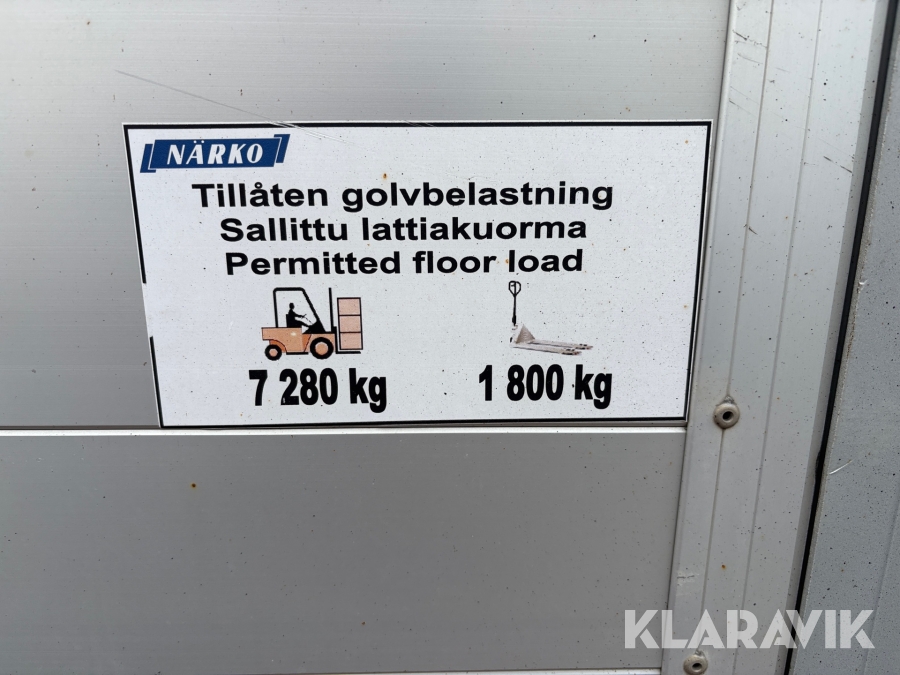 NÄRKO
Tillåten golvbelastning
Sallittu lattiakuorma
Permitted floor load
7 280 kg 1 800 kg
KLARAVIK